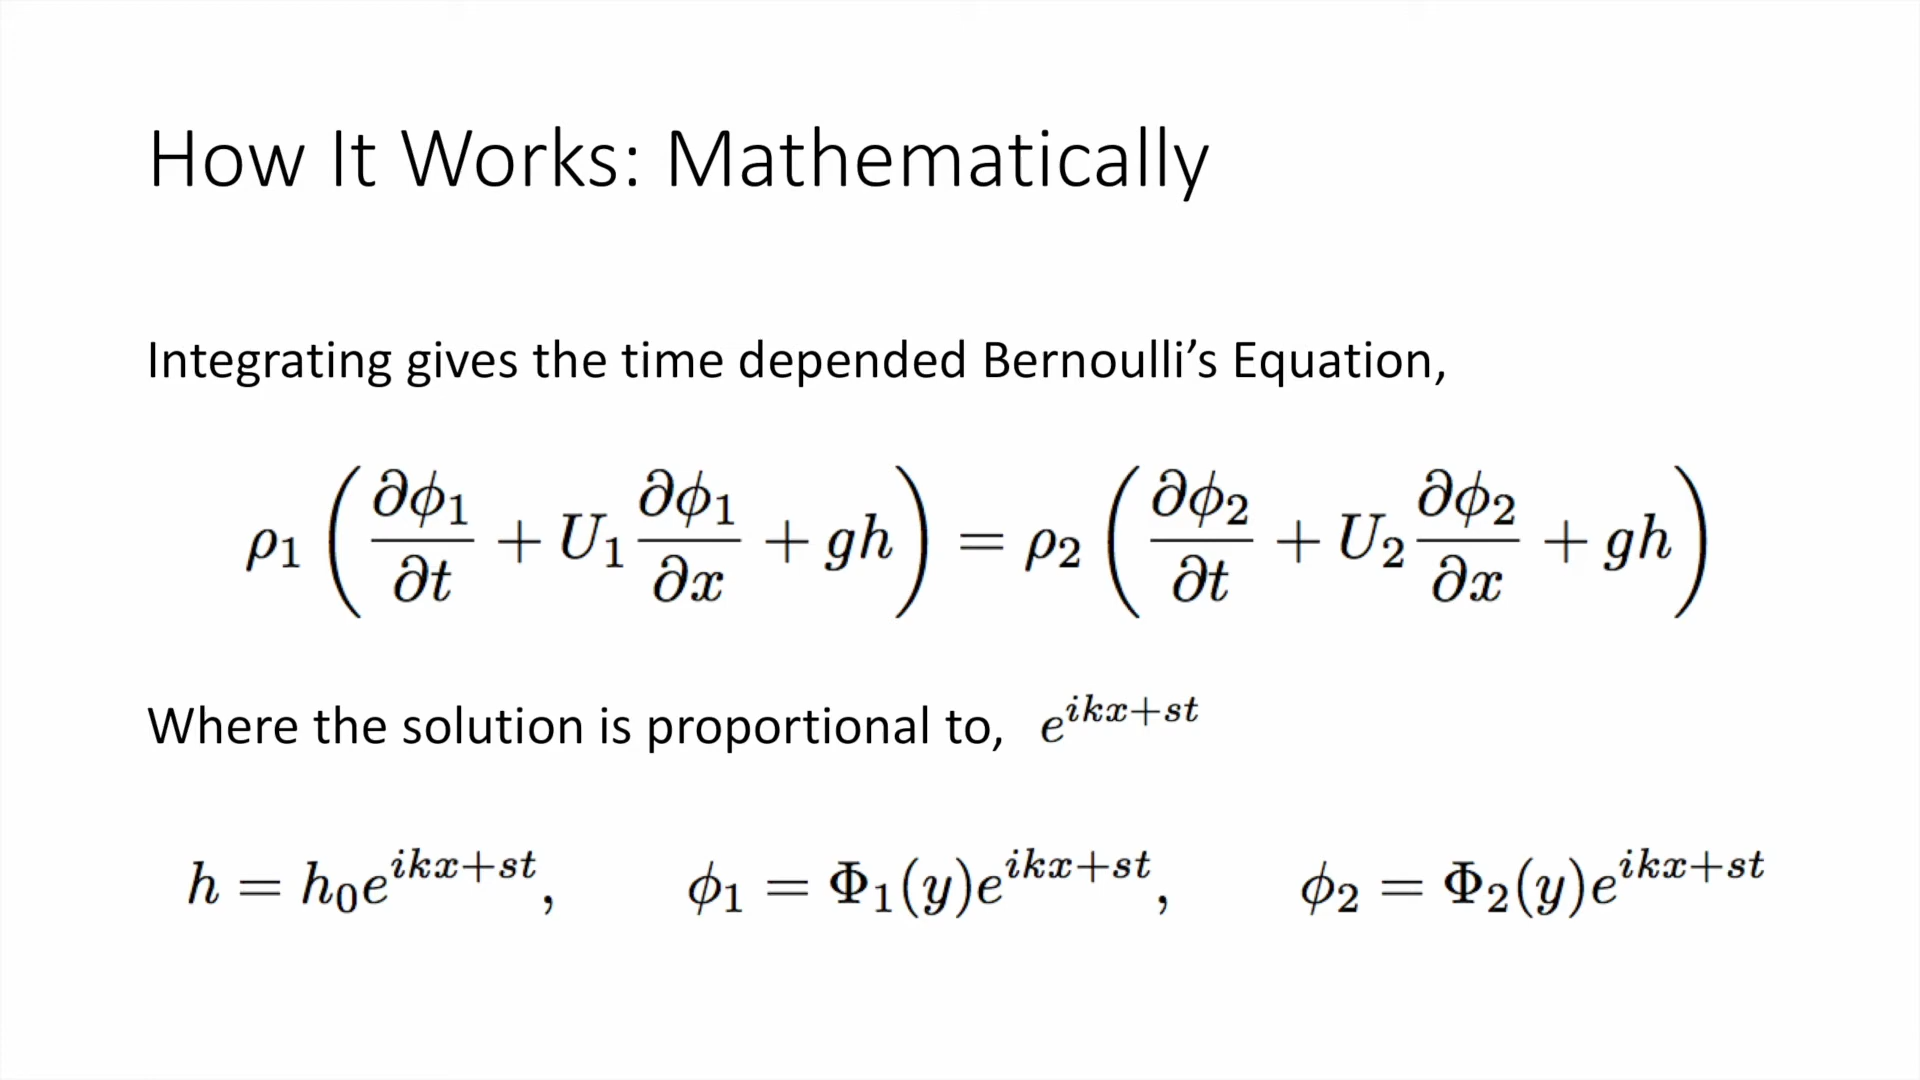 How It Works: Mathematically
Integrating gives the time depended Bernoulli’s Equation,
ρ₁ (∂ϕ₁/∂t + U₁ ∂ϕ₁/∂x + gh) = ρ₂ (∂ϕ₂/∂t + U₂ ∂ϕ₂/∂x + gh)
Where the solution is proportional to, e^{ikx+st}
h = h₀e^{ikx+st}, ϕ₁ = Φ₁(y)e^{ikx+st}, ϕ₂ = Φ₂(y)e^{ikx+st}